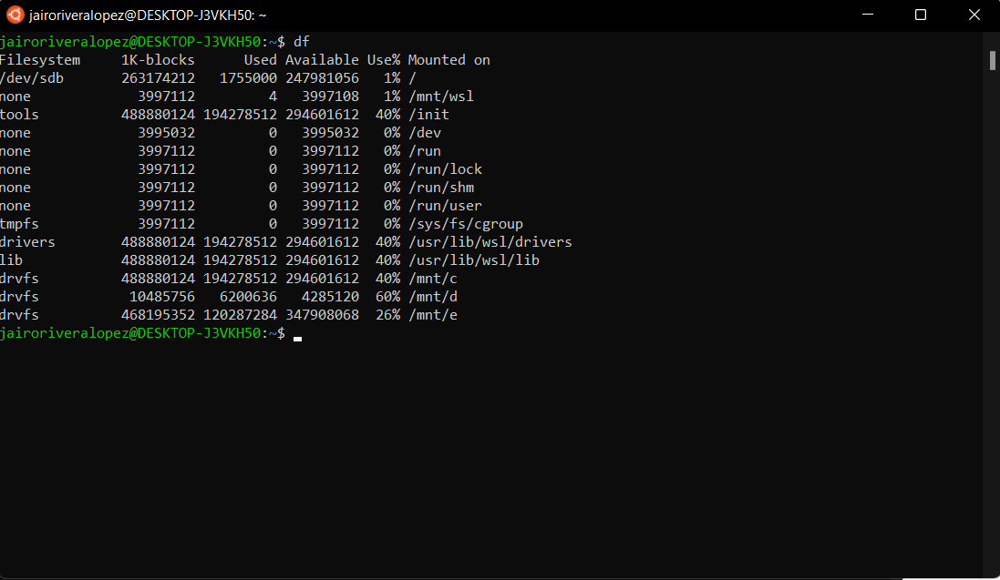 jairoriveralopez@DESKTOP-J3VKH50: ~
jairoriveralopez@DESKTOP-J3VKH50:~$ df
Filesystem     1K-blocks      Used Available Use% Mounted on
/dev/sdb       263174212   1755000 247981056   1% /
none             3997112         4   3997108   1% /mnt/wsl
tools          488880124 194278512 294601612  40% /init
none             3995032         0   3995032   0% /dev
none             3997112         0   3997112   0% /run
none             3997112         0   3997112   0% /run/lock
none             3997112         0   3997112   0% /run/shm
none             3997112         0   3997112   0% /run/user
tmpfs            3997112         0   3997112   0% /sys/fs/cgroup
drivers        488880124 194278512 294601612  40% /usr/lib/wsl/drivers
lib            488880124 194278512 294601612  40% /usr/lib/wsl/lib
drvfs          488880124 194278512 294601612  40% /mnt/c
drvfs           10485756   6200636   4285120  60% /mnt/d
drvfs          468195352 120287284 347908068  26% /mnt/e
jairoriveralopez@DESKTOP-J3VKH50:~$